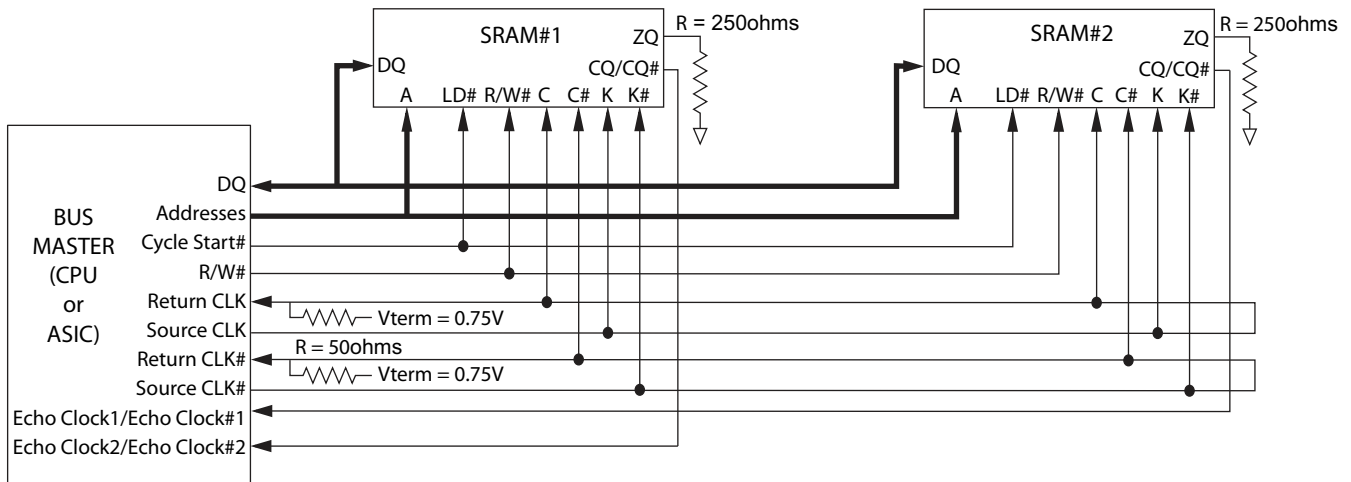 SRAM#1
ZQ
R = 250ohms
DQ
CQ/CQ#
A LD# R/W# C C# K K#
SRAM#2
ZQ
R = 250ohms
DQ
CQ/CQ#
A LD# R/W# C C# K K#
BUS
MASTER
(CPU
or
ASIC)
DQ
Addresses
Cycle Start#
R/W#
Return CLK
Vterm = 0.75V
Source CLK
R = 50ohms
Return CLK#
Vterm = 0.75V
Source CLK#
Echo Clock1/Echo Clock#1
Echo Clock2/Echo Clock#2